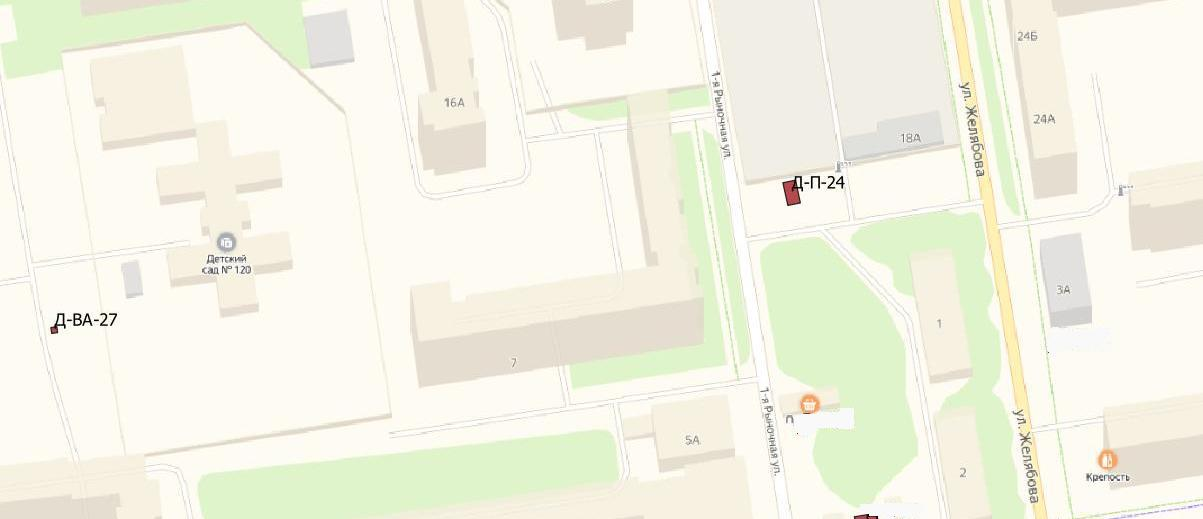 24Б
16А
1-я Рыночная ул.
ул. Желябова
24А
18А
Д-П-24
Детский
сад № 120
3А
Д-ВА-27
1
7
1-я Рыночная ул.
ул. Желябова
5А
2
Крепость